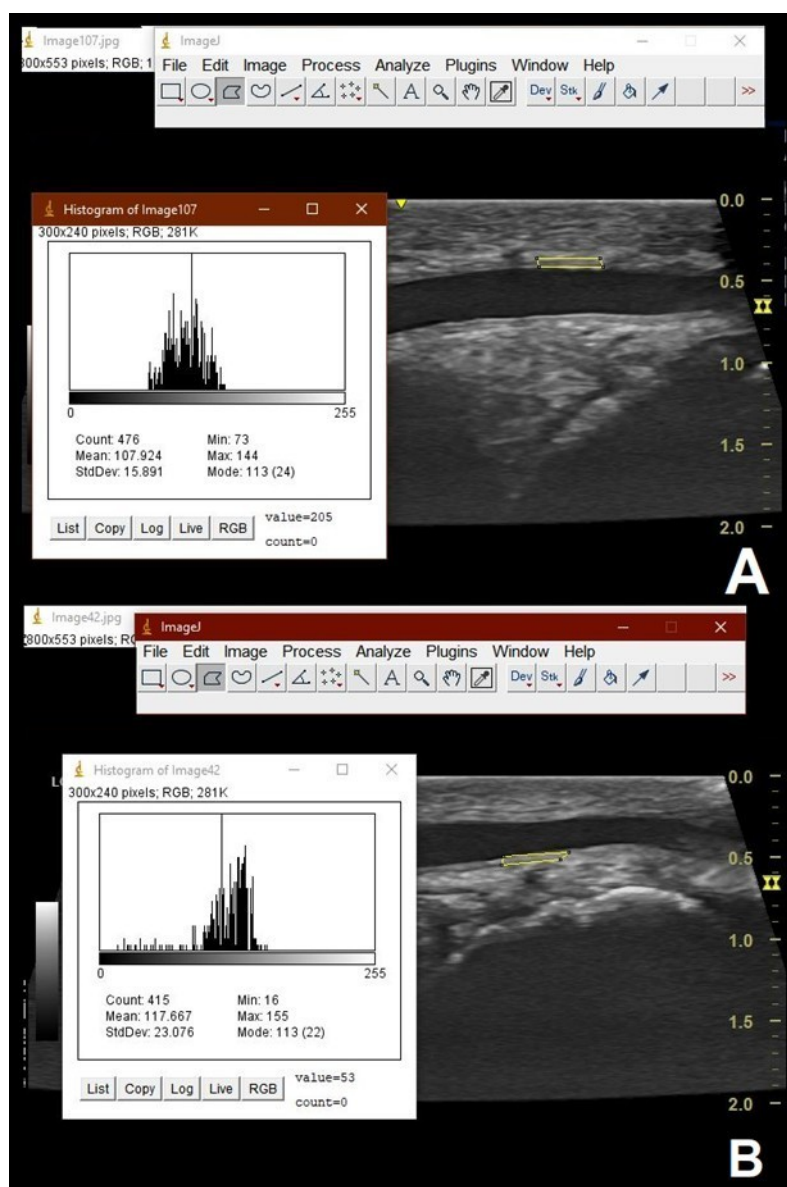 Image107.jpg
ImageJ
800x553 pixels; RGB; 1
File Edit Image Process Analyze Plugins Window Help
Dev Stk >>
Histogram of Image107
300x240 pixels; RGB; 281K
0 255
Count: 476 Min: 73
Mean: 107.924 Max: 144
StdDev: 15.891 Mode: 113 (24)
List Copy Log Live RGB
value=205
count=0
0.0
0.5
1.0
1.5
2.0
A
Image42.jpg
ImageJ
800x553 pixels; RG
File Edit Image Process Analyze Plugins Window Help
Dev Stk >>
Histogram of Image42
300x240 pixels; RGB; 281K
0 255
Count: 415 Min: 16
Mean: 117.667 Max: 155
StdDev: 23.076 Mode: 113 (22)
List Copy Log Live RGB
value=53
count=0
0.0
0.5
1.0
1.5
2.0
B